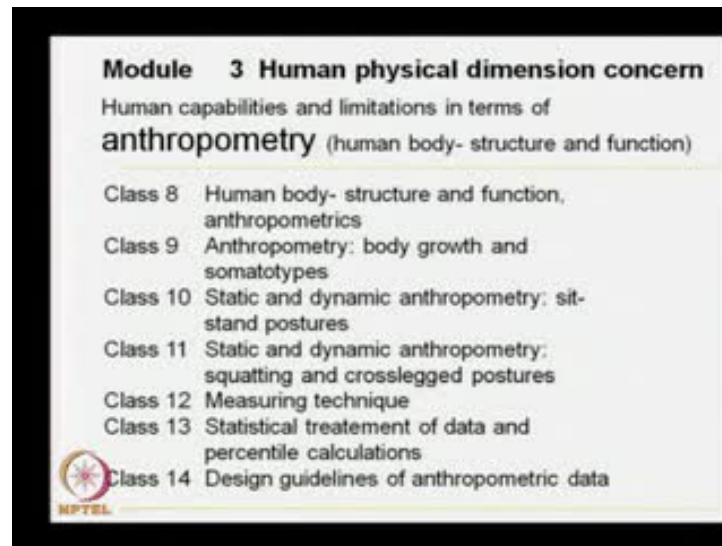 Module 3 Human physical dimension concern
Human capabilities and limitations in terms of
anthropometry (human body- structure and function)
Class 8 Human body- structure and function,
anthropometrics
Class 9 Anthropometry: body growth and
somatotypes
Class 10 Static and dynamic anthropometry: sit-
stand postures
Class 11 Static and dynamic anthropometry:
squatting and crosslegged postures
Class 12 Measuring technique
Class 13 Statistical treatement of data and
percentile calculations
Class 14 Design guidelines of anthropometric data
NPTEL